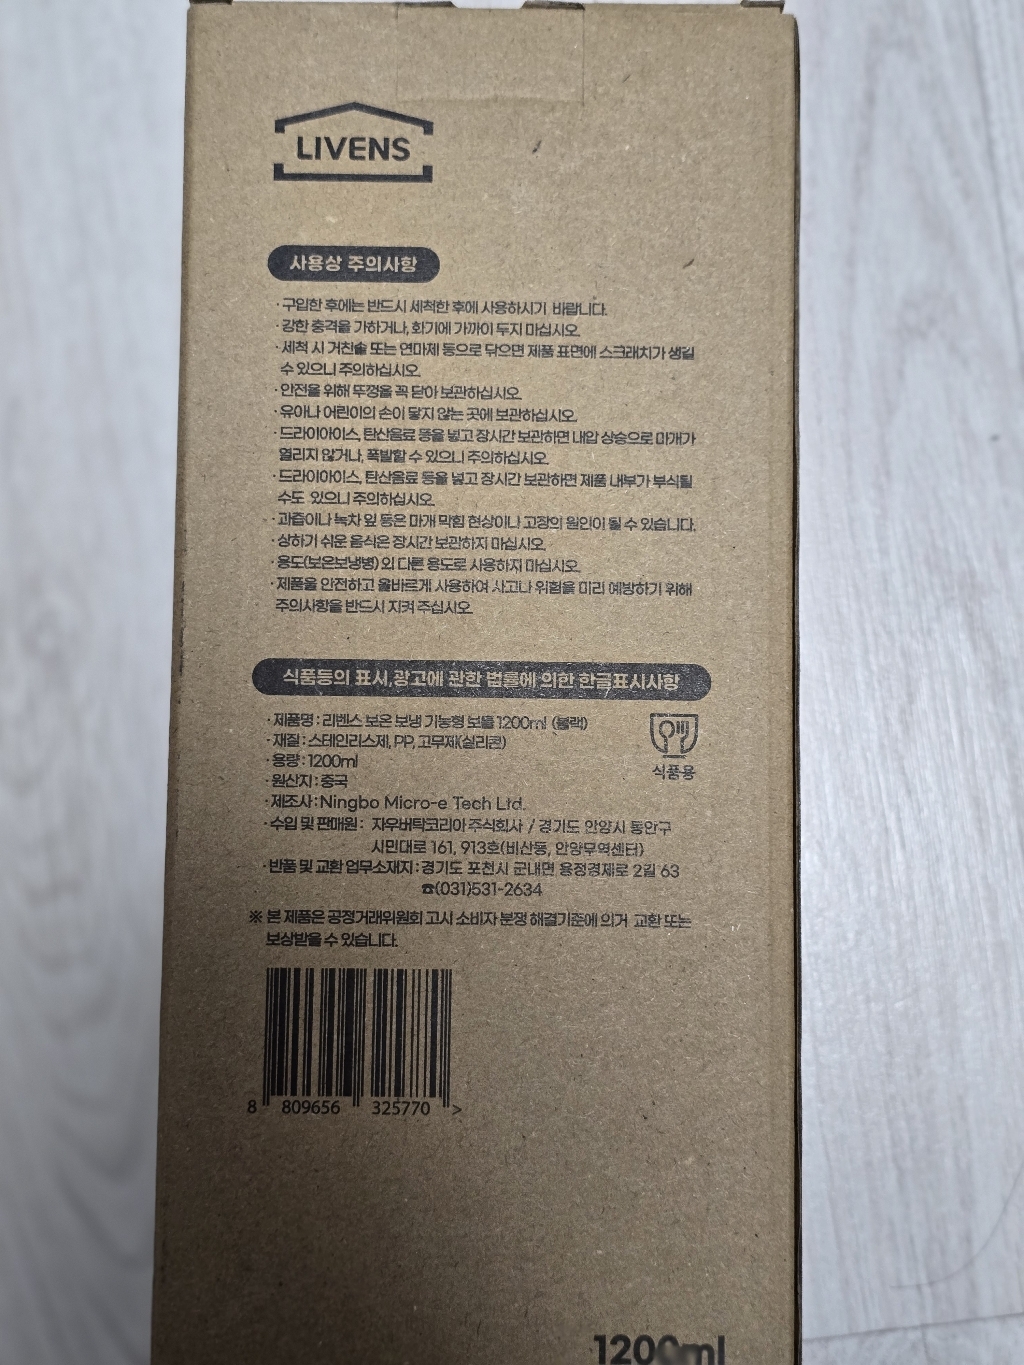 LIVENS
사용상 주의사항
· 구입한 후에는 반드시 세척한 후에 사용하시기 바랍니다.
· 강한 충격을 가하거나, 화기에 가까이 두지 마십시오.
· 세척 시 거친솔 또는 연마제 등으로 닦으면 제품 표면에 스크래치가 생길
수 있으니 주의하십시오.
· 안전을 위해 뚜껑을 꼭 닫아 보관하십시오.
· 유아나 어린이의 손이 닿지 않는 곳에 보관하십시오.
· 드라이아이스, 탄산음료 등을 넣고 장시간 보관하면 내압 상승으로 마개가
열리지 않거나, 폭발할 수 있으니 주의하십시오.
· 드라이아이스, 탄산음료 등을 넣고 장시간 보관하면 제품 내부가 부식될
수도 있으니 주의하십시오.
· 과즙이나 녹차 잎 등은 마개 막힘 현상이나 고장의 원인이 될 수 있습니다.
· 상하기 쉬운 음식은 장시간 보관하지 마십시오.
· 용도(보온보냉병) 외 다른 용도로 사용하지 마십시오.
· 제품을 안전하고 올바르게 사용하여 사고나 위험을 미리 예방하기 위해
주의사항을 반드시 지켜 주십시오.
식품등의 표시,광고에 관한 법률에 의한 한글표시사항
· 제품명 : 리벤스 보온 보냉 기능형 보틀 1200ml (블랙)
· 재질 : 스테인리스제, PP, 고무제(실리콘)
· 용량 : 1200ml
· 원산지 : 중국
· 제조사 : Ningbo Micro-e Tech Ltd.
· 수입 및 판매원 : 자우버탁코리아 주식회사 / 경기도 안양시 동안구
시민대로 161, 913호(비산동, 안양무역센터)
· 반품 및 교환 업무소재지 : 경기도 포천시 군내면 용정경제로 2길 63
☎(031)531-2634
식품용
※ 본 제품은 공정거래위원회 고시 소비자 분쟁 해결기준에 의거 교환 또는
보상받을 수 있습니다.
8 809656 325770 >
1200ml